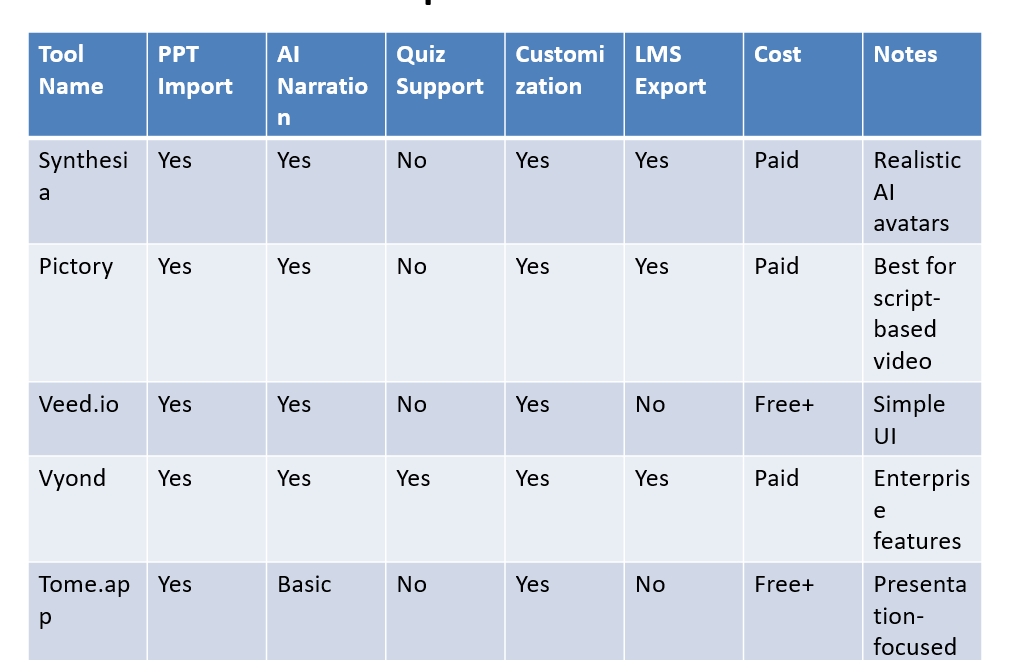 Tool Name | PPT Import | AI Narration | Quiz Support | Customization | LMS Export | Cost | Notes
Synthesia | Yes | Yes | No | Yes | Yes | Paid | Realistic AI avatars
Pictory | Yes | Yes | No | Yes | Yes | Paid | Best for script-based video
Veed.io | Yes | Yes | No | Yes | No | Free+ | Simple UI
Vyond | Yes | Yes | Yes | Yes | Yes | Paid | Enterprise features
Tome.app | Yes | Basic | No | Yes | No | Free+ | Presentation-focused